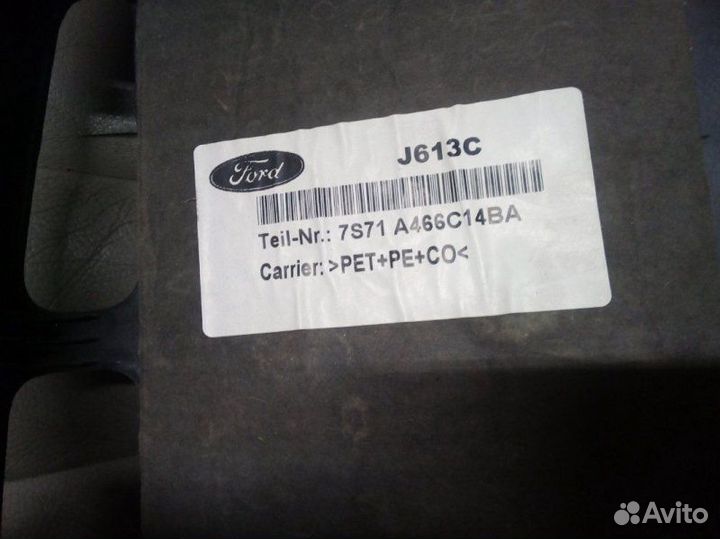 J613C
Ford
Teil-Nr.: 7S71 A466C14BA
Carrier: >PET+PE+CO<
Avito